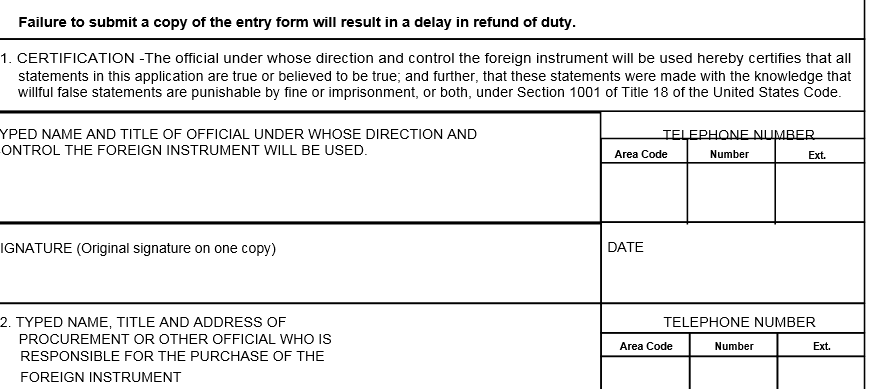 Failure to submit a copy of the entry form will result in a delay in refund of duty.
1. CERTIFICATION -The official under whose direction and control the foreign instrument will be used hereby certifies that all
statements in this application are true or believed to be true; and further, that these statements were made with the knowledge that
willful false statements are punishable by fine or imprisonment, or both, under Section 1001 of Title 18 of the United States Code.
YPED NAME AND TITLE OF OFFICIAL UNDER WHOSE DIRECTION AND
ONTROL THE FOREIGN INSTRUMENT WILL BE USED.
TELEPHONE NUMBER
Area Code Number Ext.
IGNATURE (Original signature on one copy)
DATE
2. TYPED NAME, TITLE AND ADDRESS OF
PROCUREMENT OR OTHER OFFICIAL WHO IS
RESPONSIBLE FOR THE PURCHASE OF THE
FOREIGN INSTRUMENT
TELEPHONE NUMBER
Area Code Number Ext.